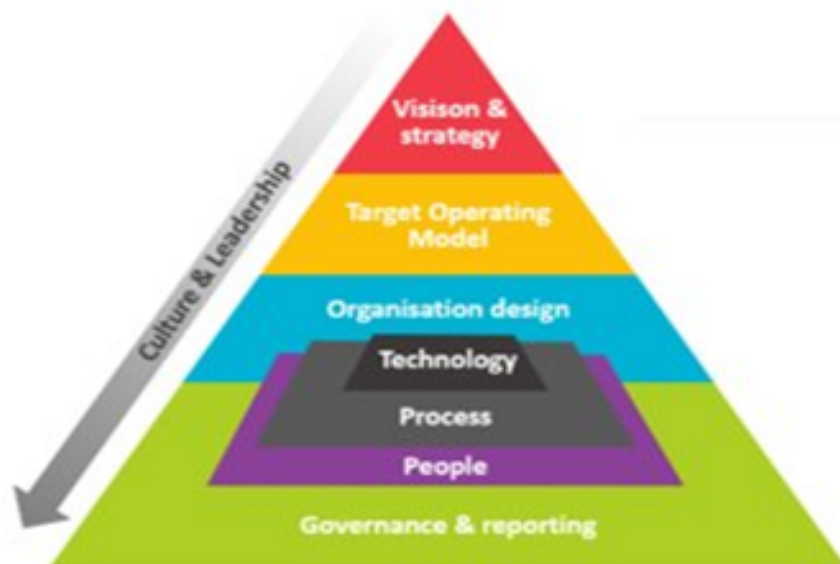 Visison &
strategy
Target Operating
Model
Culture & Leadership
Organisation design
Technology
Process
People
Governance & reporting